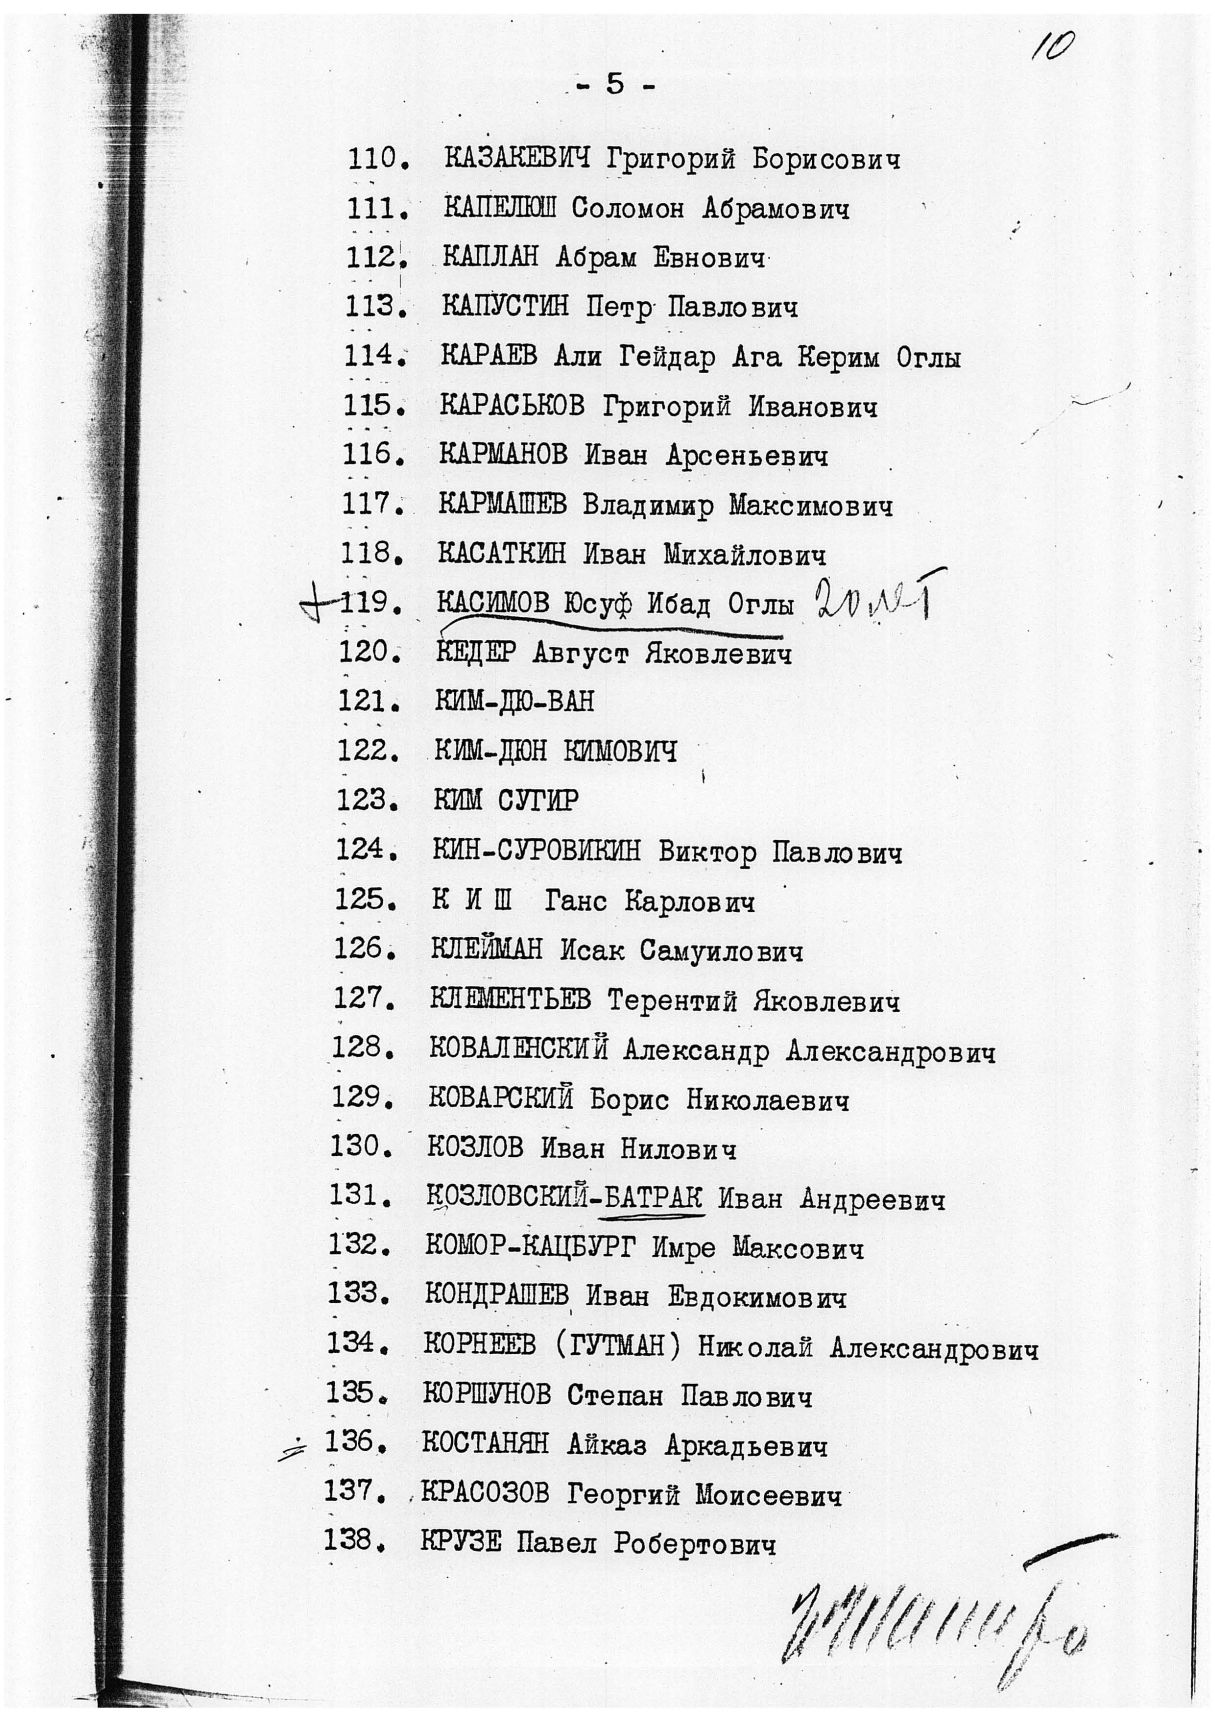 10
- 5 -
110. КАЗАКЕВИЧ Григорий Борисович
111. КАПЕЛЮШ Соломон Абрамович
112. КАПЛАН Абрам Евнович
113. КАПУСТИН Петр Павлович
114. КАРАЕВ Али Гейдар Ага Керим Оглы
115. КАРАСЬКОВ Григорий Иванович
116. КАРМАНОВ Иван Арсеньевич
117. КАРМАШЕВ Владимир Максимович
118. КАСАТКИН Иван Михайлович
+ 119. КАСИМОВ Юсуф Ибад Оглы 20 лет
120. КЕДЕР Август Яковлевич
121. КИМ-ДЮ-ВАН
122. КИМ-ДЮН КИМОВИЧ
123. КИМ СУГИР
124. КИН-СУРОВИКИН Виктор Павлович
125. К И Ш Ганс Карлович
126. КЛЕЙМАН Исак Самуилович
127. КЛЕМЕНТЬЕВ Терентий Яковлевич
128. КОВАЛЕНСКИЙ Александр Александрович
129. КОВАРСКИЙ Борис Николаевич
130. КОЗЛОВ Иван Нилович
131. КОЗЛОВСКИЙ-БАТРАК Иван Андреевич
132. КОМОР-КАЦБУРГ Имре Максович
133. КОНДРАШЕВ Иван Евдокимович
134. КОРНЕЕВ (ГУТМАН) Николай Александрович
135. КОРШУНОВ Степан Павлович
136. КОСТАНЯН Айказ Аркадьевич
137. КРАСОЗОВ Георгий Моисеевич
138. КРУЗЕ Павел Робертович